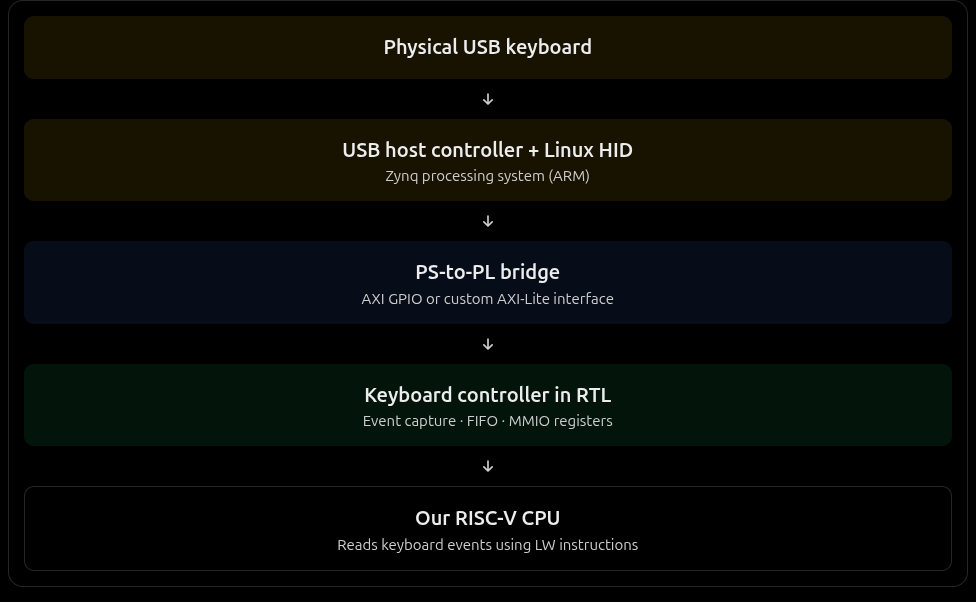 Physical USB keyboard
↓
USB host controller + Linux HID
Zynq processing system (ARM)
↓
PS-to-PL bridge
AXI GPIO or custom AXI-Lite interface
↓
Keyboard controller in RTL
Event capture · FIFO · MMIO registers
↓
Our RISC-V CPU
Reads keyboard events using LW instructions